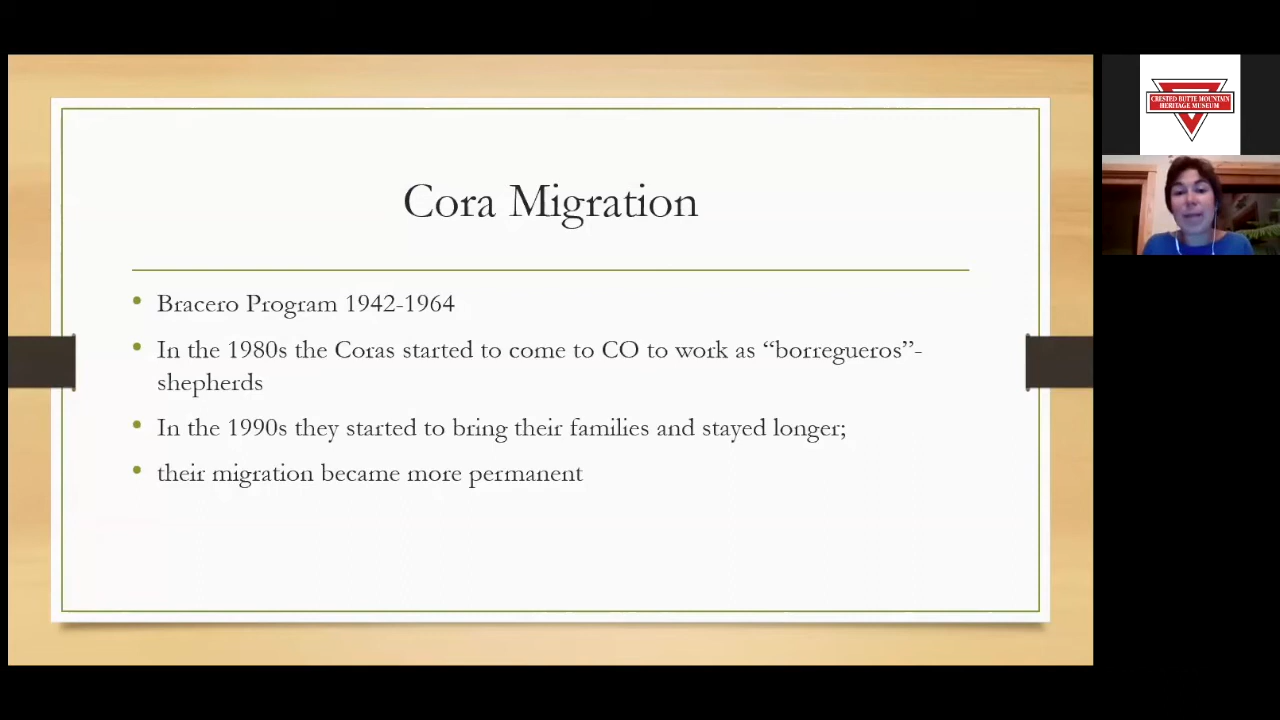 Cora Migration
• Bracero Program 1942-1964
• In the 1980s the Coras started to come to CO to work as “borregueros”-
shepherds
• In the 1990s they started to bring their families and stayed longer;
• their migration became more permanent
CRESTED BUTTE MOUNTAIN
HERITAGE MUSEUM